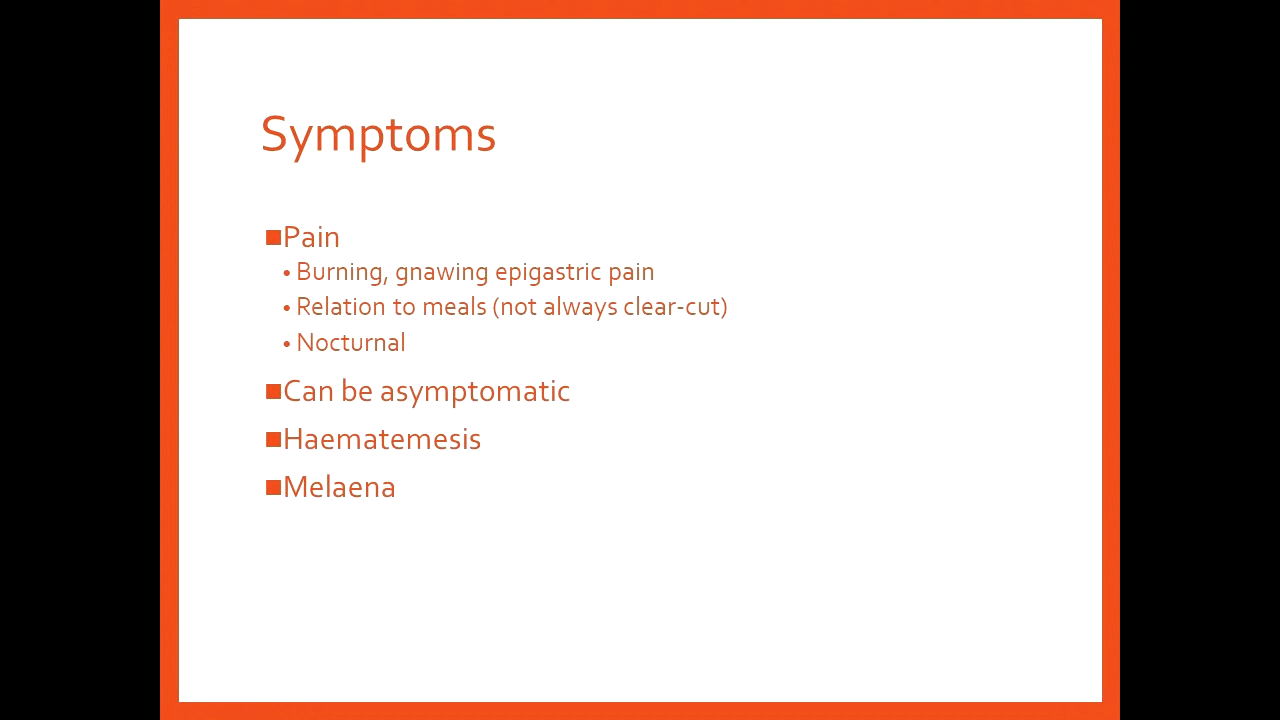 Symptoms
■Pain
• Burning, gnawing epigastric pain
• Relation to meals (not always clear-cut)
• Nocturnal
■Can be asymptomatic
■Haematemesis
■Melaena